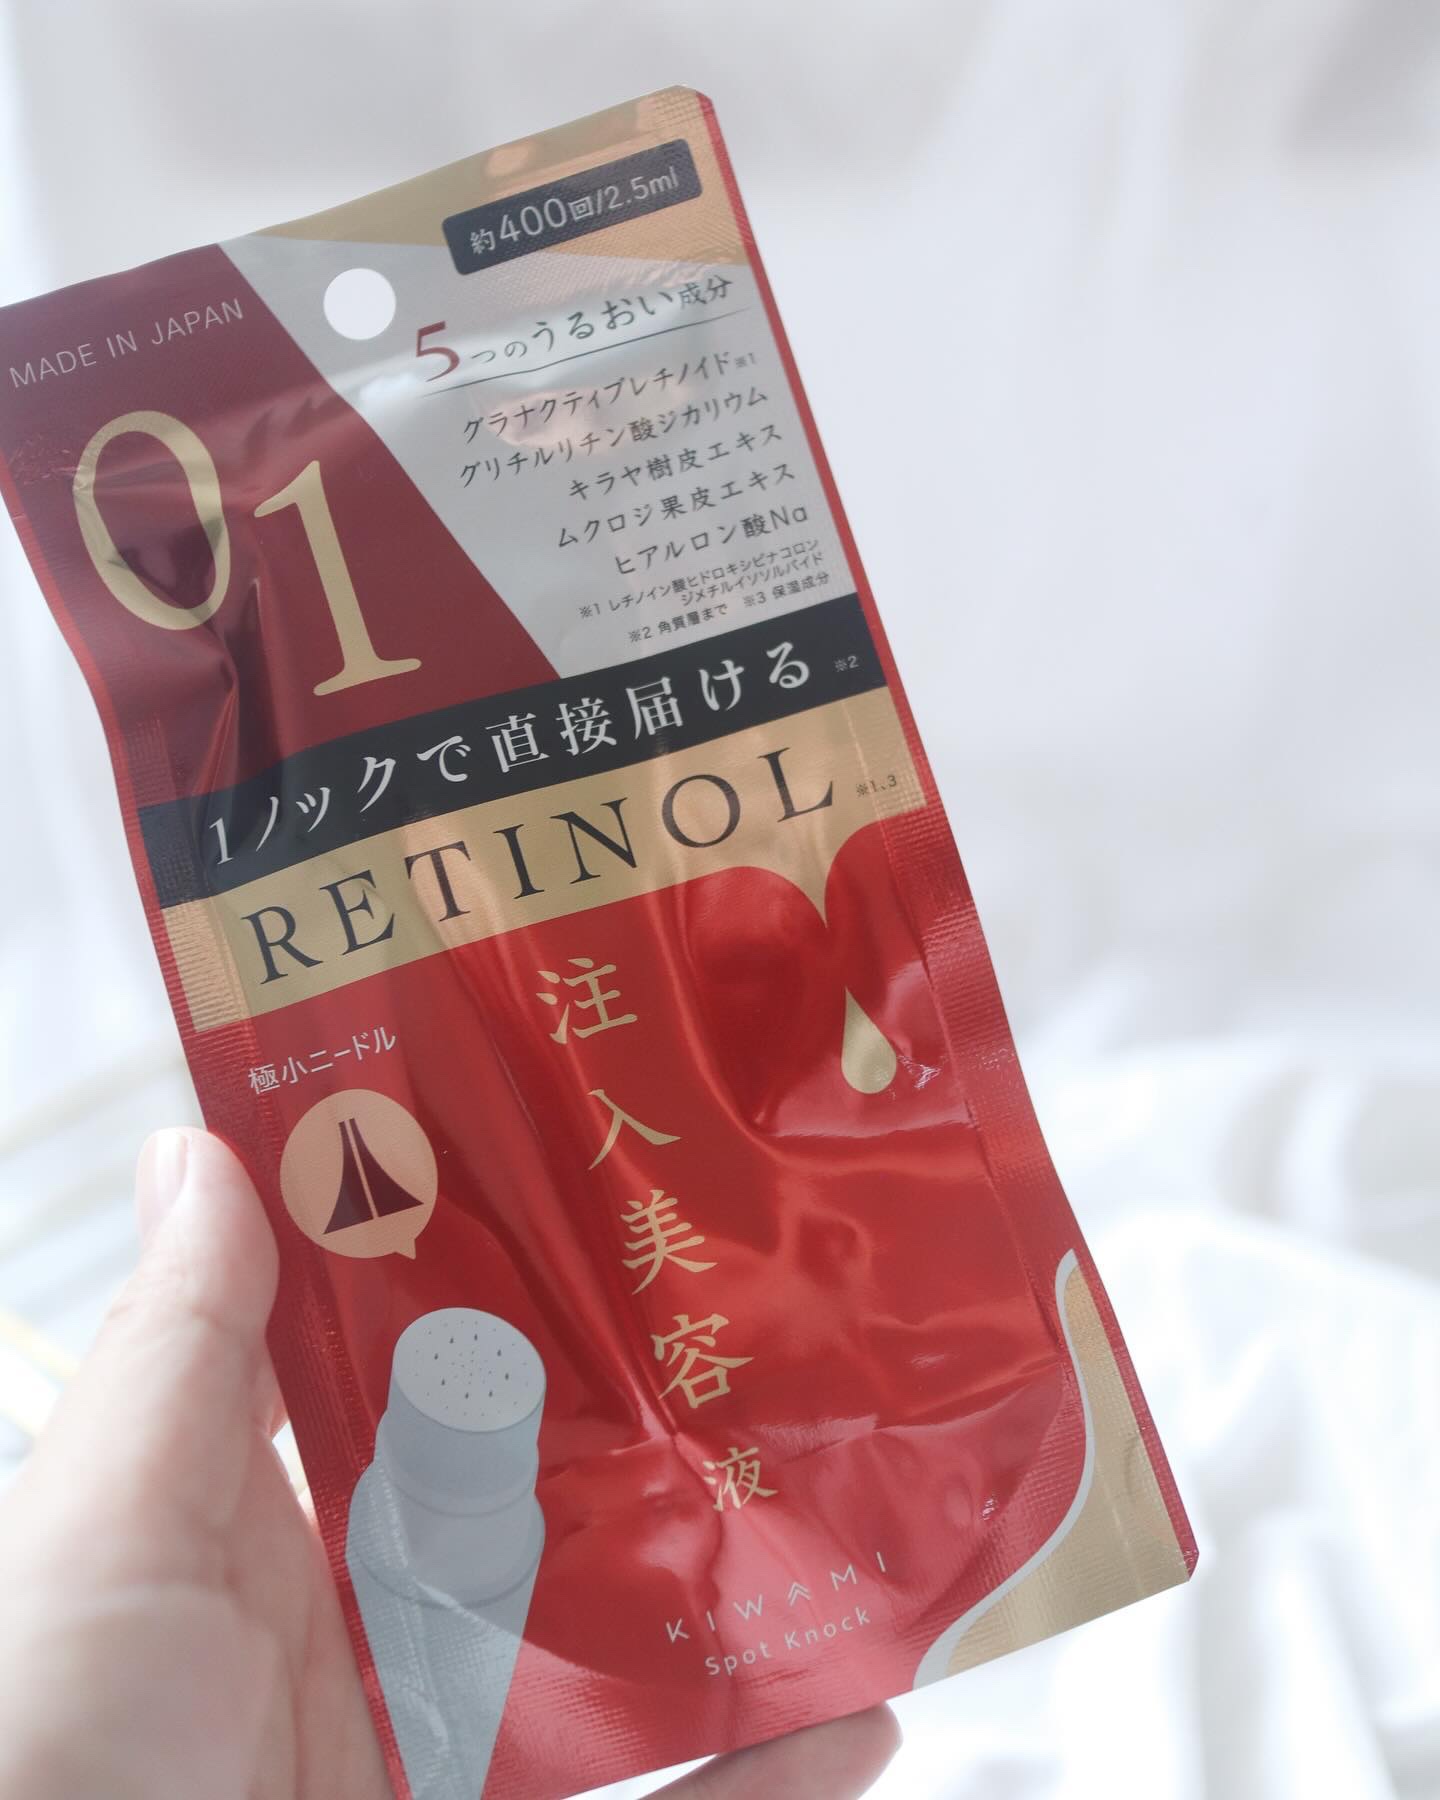 約400回/2.5ml
MADE IN JAPAN
01
5つのうるおい成分
グラナクティブレチノイド※1
グリチルリチン酸ジカリウム
キラヤ樹皮エキス
ムクロジ果皮エキス
ヒアルロン酸Na
※1 レチノイン酸ヒドロキシピナコロン
ジメチルイソソルバイド
※2 角質層まで ※3 保湿成分
1ノックで直接届ける※2
RETINOL※1、3
注入美容液
極小ニードル
KIWAMI
Spot Knock